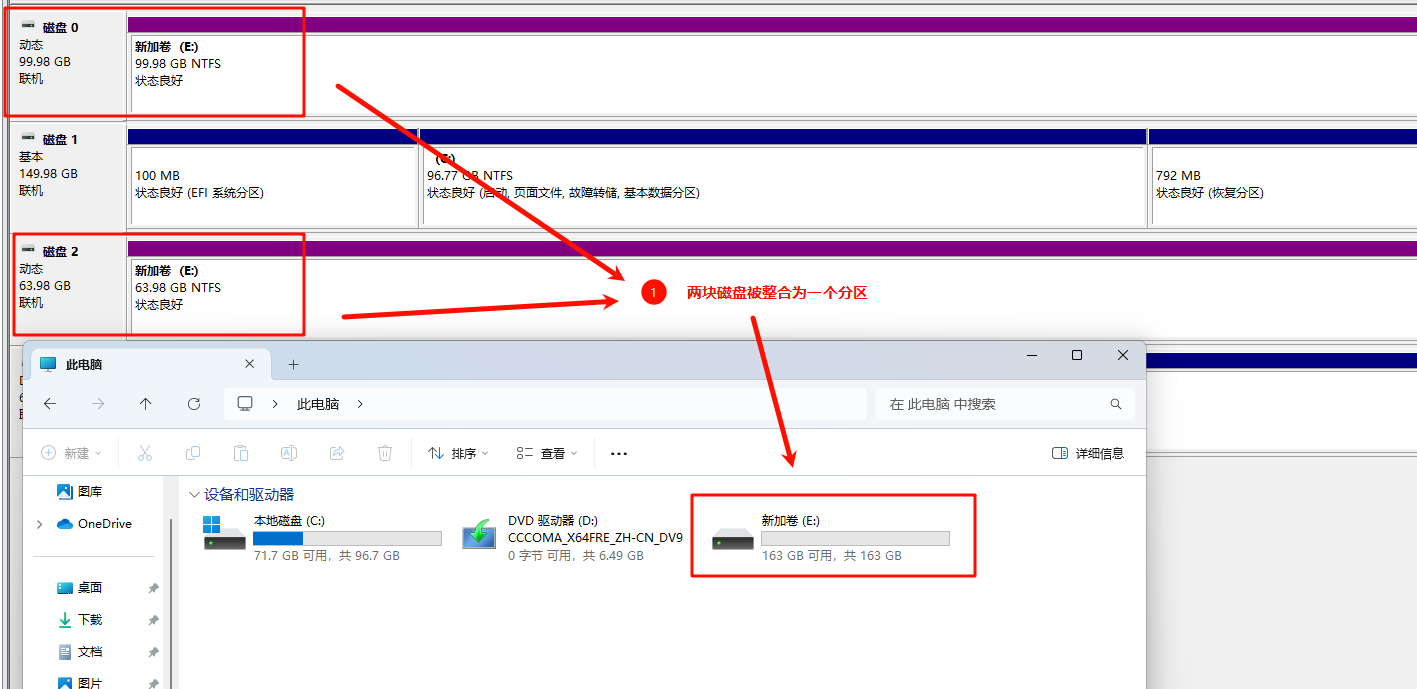 磁盘 0
动态
99.98 GB
联机
新加卷 (E:)
99.98 GB NTFS
状态良好
磁盘 1
基本
149.98 GB
联机
100 MB
状态良好 (EFI 系统分区)
(C:)
96.77 GB NTFS
状态良好 (启动, 页面文件, 故障转储, 基本数据分区)
792 MB
状态良好 (恢复分区)
磁盘 2
动态
63.98 GB
联机
新加卷 (E:)
63.98 GB NTFS
状态良好
1 两块磁盘被整合为一个分区
此电脑
此电脑
在 此电脑 中搜索
新建
排序
查看
详细信息
图库
OneDrive
桌面
下载
文档
图片
设备和驱动器
本地磁盘 (C:)
71.7 GB 可用，共 96.7 GB
DVD 驱动器 (D:)
CCCOMA_X64FRE_ZH-CN_DV9
0 字节 可用，共 6.49 GB
新加卷 (E:)
163 GB 可用，共 163 GB